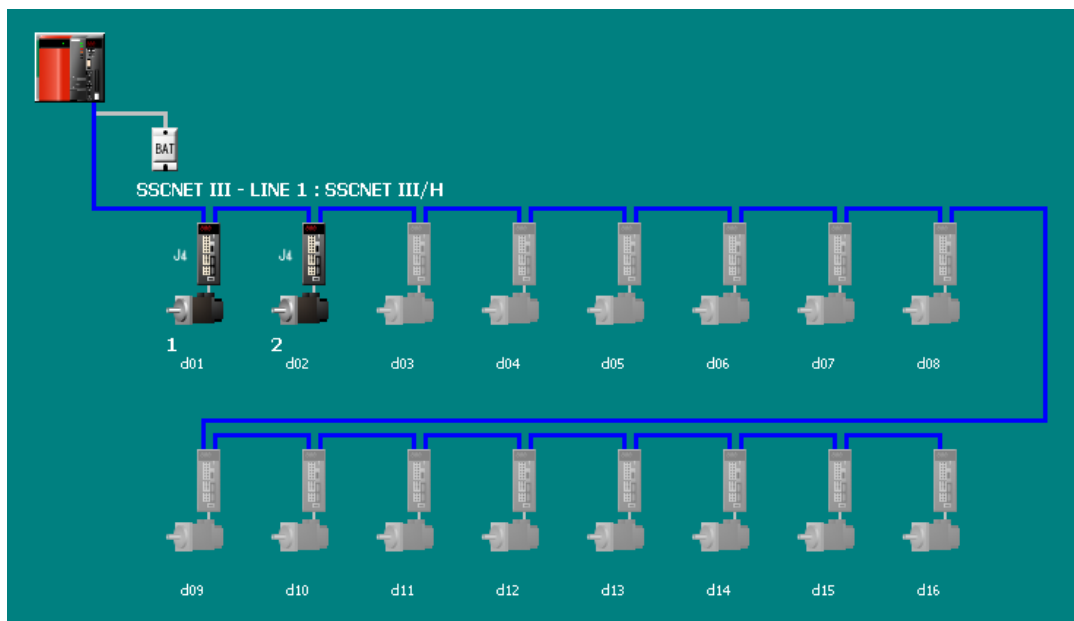 BAT
SSCNET III - LINE 1 : SSCNET III/H
J4 J4
1 2
d01 d02 d03 d04 d05 d06 d07 d08
d09 d10 d11 d12 d13 d14 d15 d16